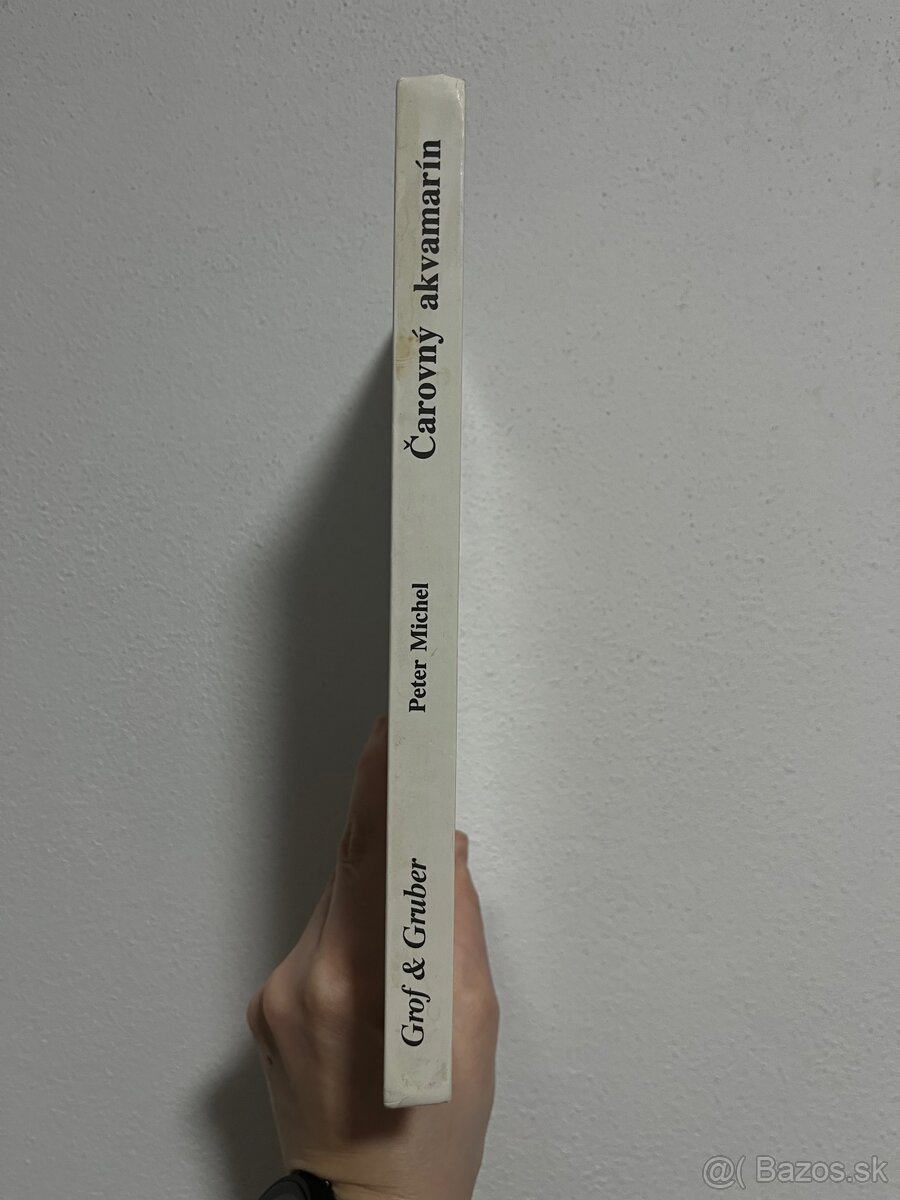 Grof & Gruber
Peter Michel
Čarovný akvamarín
@( Bazos.sk